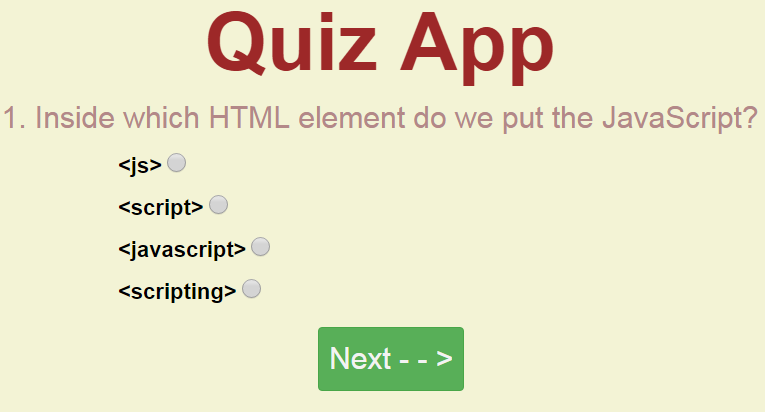 Quiz App
1. Inside which HTML element do we put the JavaScript?
<js>
<script>
<javascript>
<scripting>
Next - - >